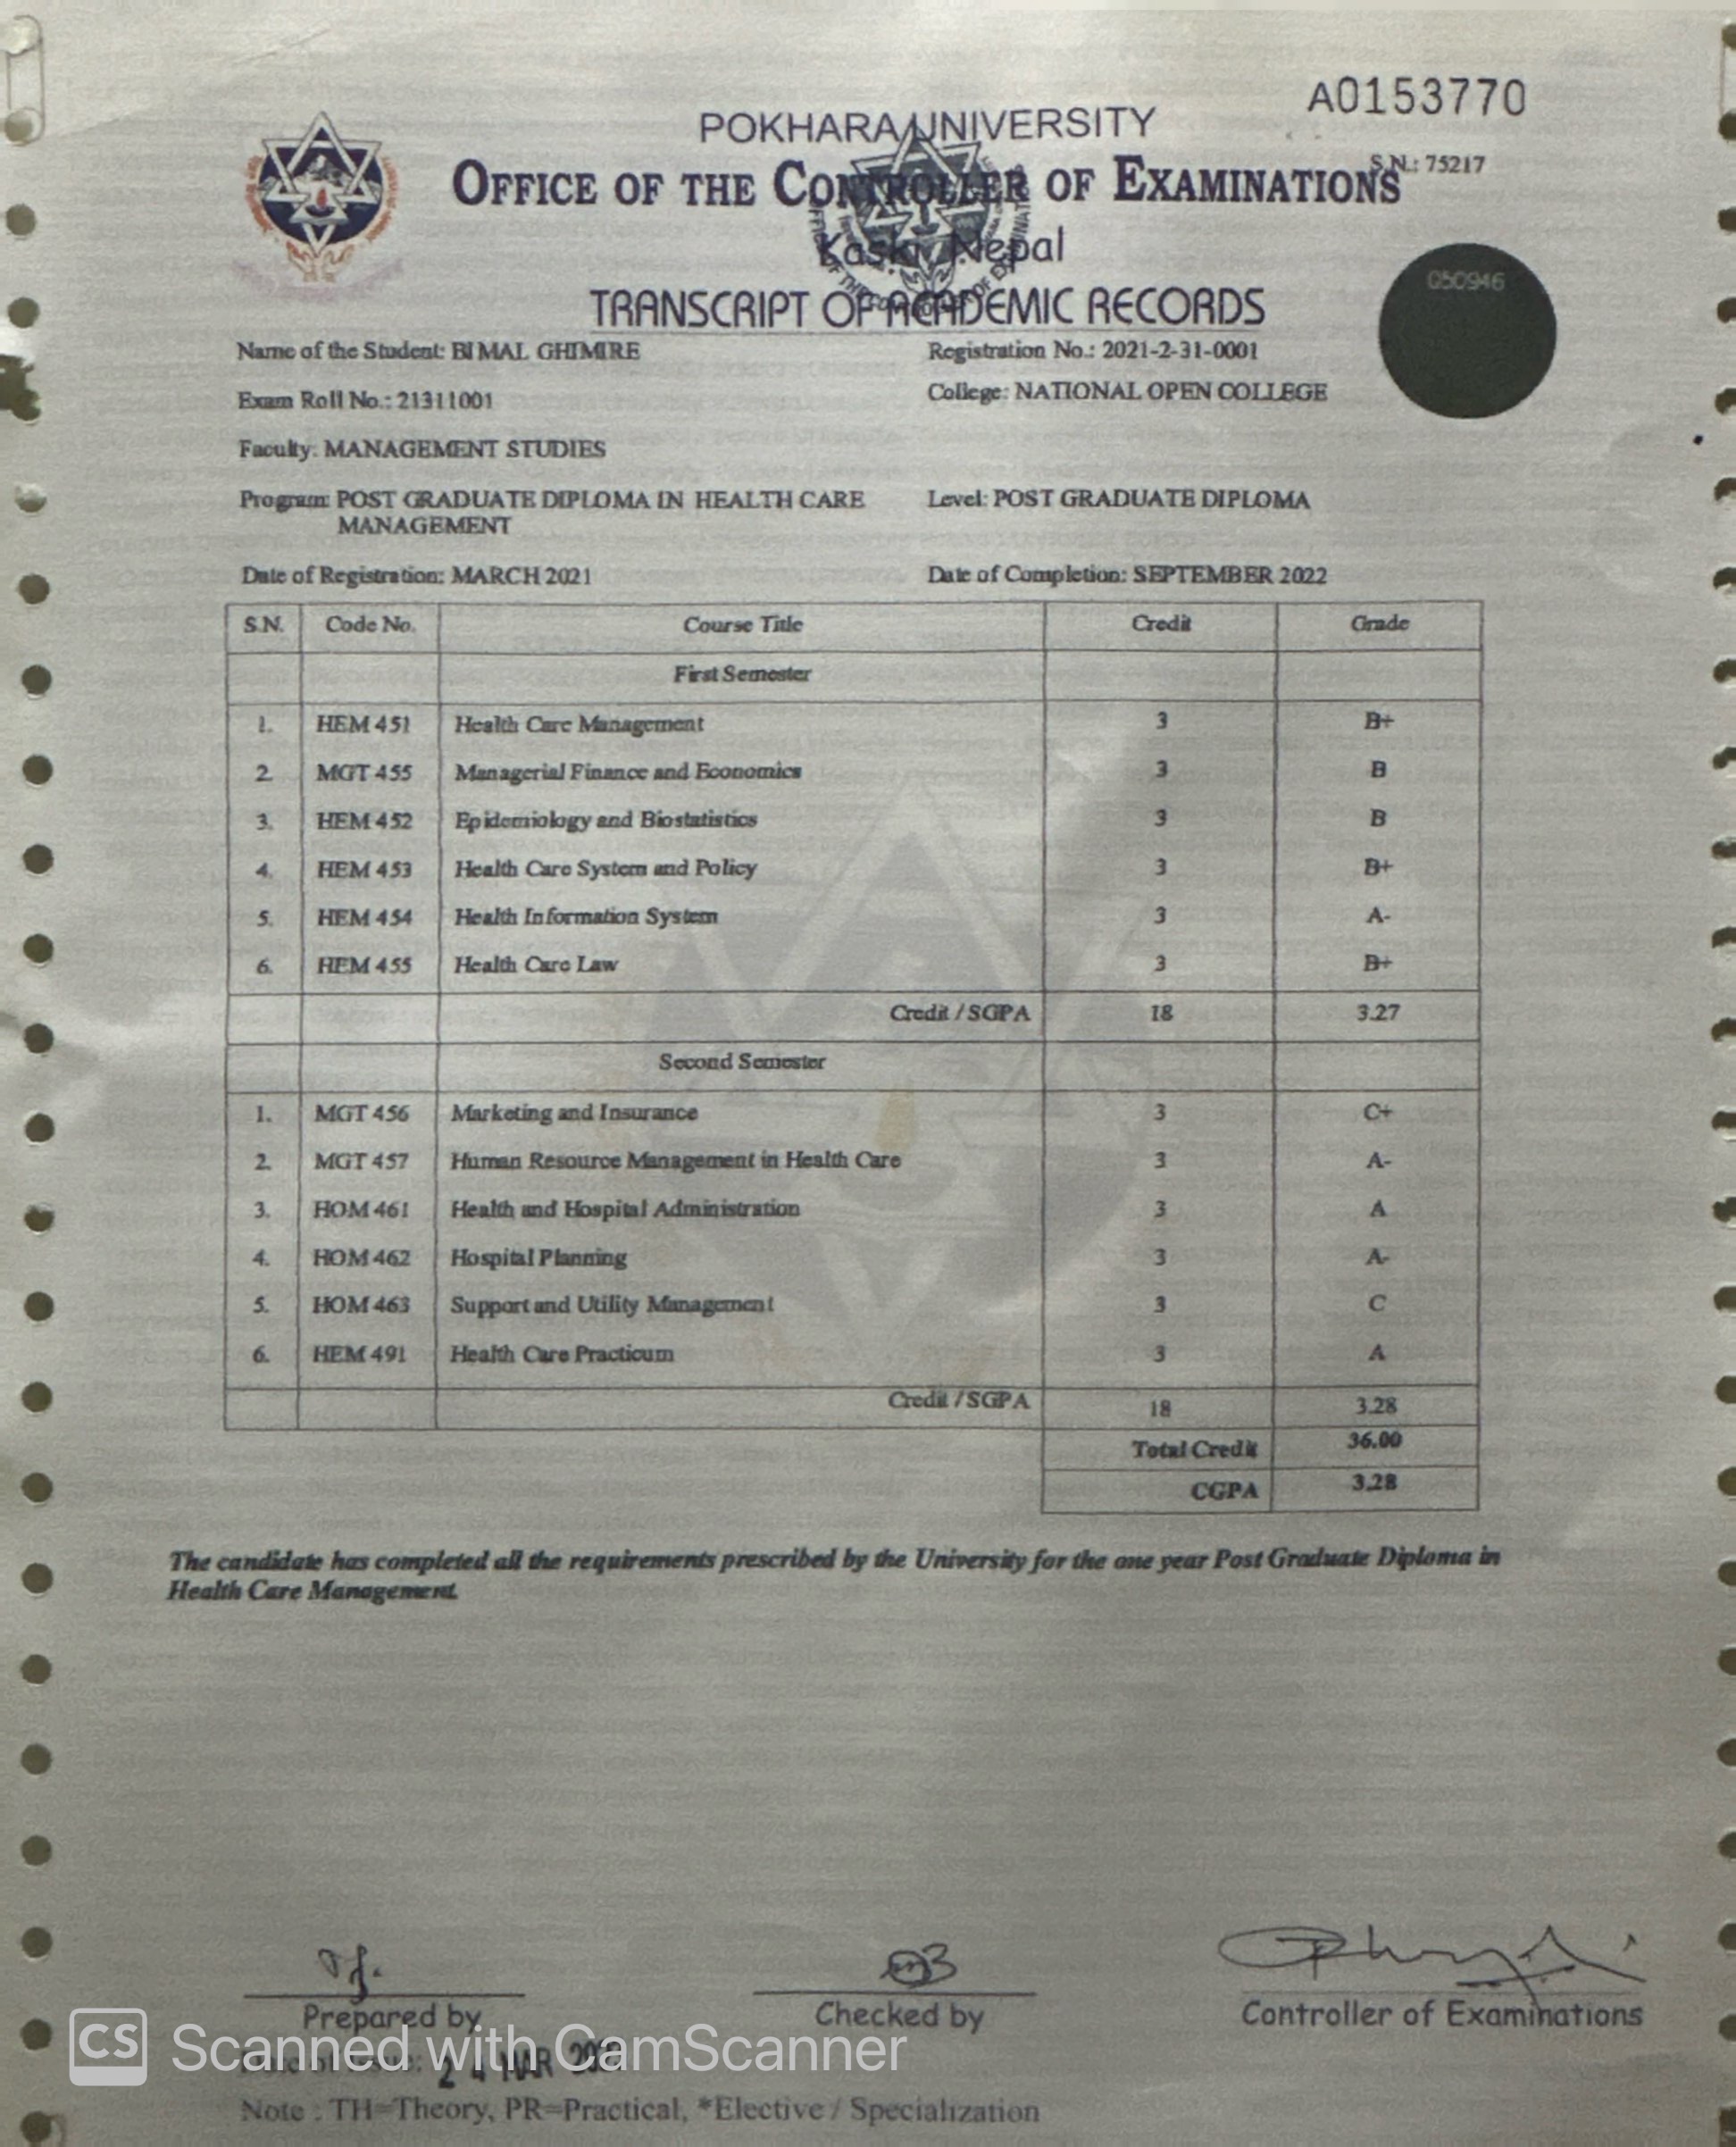 A0153770
POKHARA UNIVERSITY
S.N.: 75217
OFFICE OF THE CONTROLLER OF EXAMINATIONS
Kaski, Nepal
TRANSCRIPT OF ACADEMIC RECORDS
050946
Name of the Student: BIMAL GHIMIRE Registration No.: 2021-2-31-0001
Exam Roll No.: 21311001 College: NATIONAL OPEN COLLEGE
Faculty: MANAGEMENT STUDIES
Program: POST GRADUATE DIPLOMA IN HEALTH CARE Level: POST GRADUATE DIPLOMA
MANAGEMENT
Date of Registration: MARCH 2021 Date of Completion: SEPTEMBER 2022
S.N. Code No. Course Title Credit Grade
First Semester
1. HEM 451 Health Care Management 3 B+
2. MGT 455 Managerial Finance and Economics 3 B
3. HEM 452 Epidemiology and Biostatistics 3 B
4. HEM 453 Health Care System and Policy 3 B+
5. HEM 454 Health Information System 3 A-
6. HEM 455 Health Care Law 3 B+
Credit / SGPA 18 3.27
Second Semester
1. MGT 456 Marketing and Insurance 3 C+
2. MGT 457 Human Resource Management in Health Care 3 A-
3. HOM 461 Health and Hospital Administration 3 A
4. HOM 462 Hospital Planning 3 A-
5. HOM 463 Support and Utility Management 3 C
6. HEM 491 Health Care Practicum 3 A
Credit / SGPA 18 3.28
Total Credit 36.00
CGPA 3.28
The candidate has completed all the requirements prescribed by the University for the one year Post Graduate Diploma in
Health Care Management.
Prepared by Checked by Controller of Examinations
CS Scanned with CamScanner
Date of Issue: 24 MAR
Note : TH=Theory, PR=Practical, *Elective / Specialization